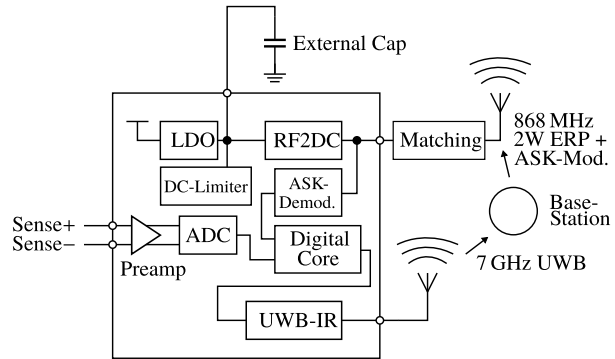 External Cap
LDO
RF2DC
Matching
868 MHz
2W ERP +
ASK-Mod.
DC-Limiter
ASK-
Demod.
Base-
Station
Sense+
Sense−
ADC
Digital
Core
Preamp
7 GHz UWB
UWB-IR